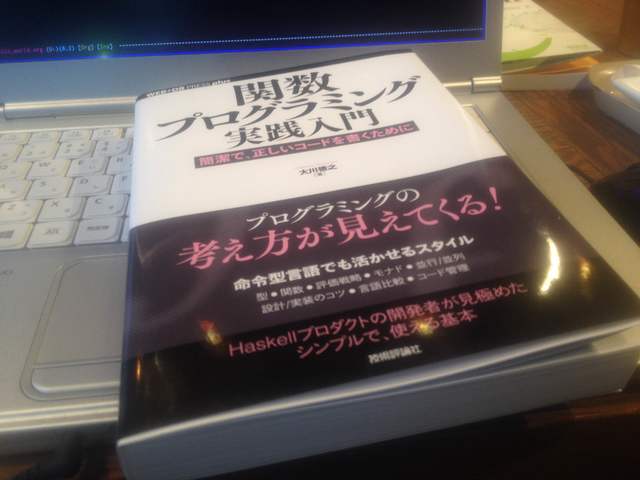 WEB+DB PRESS plus
関数
プログラミング
実践入門
簡潔で、正しいコードを書くために
大川徳之
プログラミングの
考え方が見えてくる!
命令型言語でも活かせるスタイル
型●関数●評価戦略●モナド●並行/並列
設計/実装のコツ●言語比較●コード管理
Haskellプロダクトの開発者が見極めた
シンプルで、使える基本
技術評論社